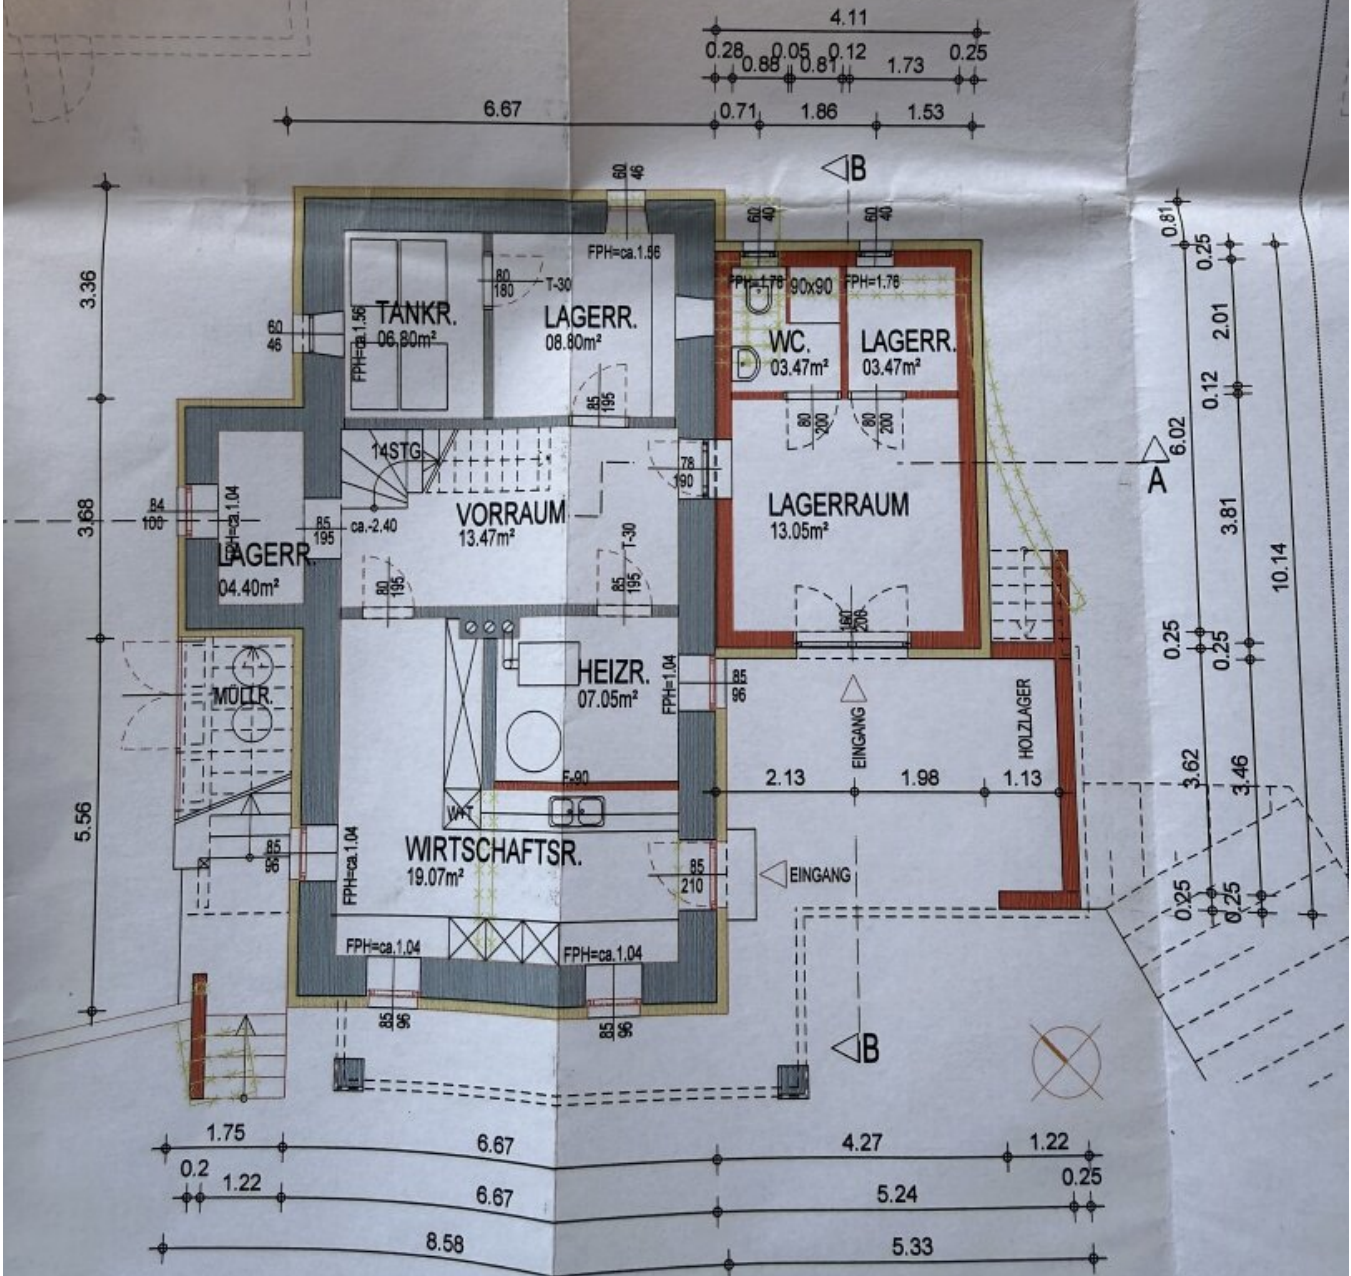 4.11
0.28 0.88 0.05 0.81 0.12 1.73 0.25
6.67 0.71 1.86 1.53
B
60 46
60 40
60 40
0.81
FPH=ca.1.56
FPH=1.76
90x90
FPH=1.76
0.25
3.36
80 180
T-30
TANKR.
06.80m²
LAGERR.
08.80m²
60 46
FPH=ca.1.56
WC.
03.47m²
LAGERR.
03.47m²
2.01
0.12
85 195
80 200
80 200
6.02
14STG
78 190
A
3.68
84 100
FPH=ca.1.04
85 195
ca.-2.40
VORRAUM
13.47m²
T-30
LAGERRAUM
13.05m²
3.81
10.14
LAGERR.
04.40m²
80 195
85 195
160 200
0.25 0.25
MÜLLR.
HEIZR.
07.05m²
FPH=1.04
85 96
EINGANG
HOLZLAGER
2.13 1.98 1.13
3.62 3.46
F-90
W+T
5.56
85 96
FPH=ca.1.04
WIRTSCHAFTSR.
19.07m²
85 210
EINGANG
0.25 0.25
FPH=ca.1.04
FPH=ca.1.04
85 96
85 96
B
1.75 6.67 4.27 1.22
0.2 1.22 6.67 5.24 0.25
8.58 5.33